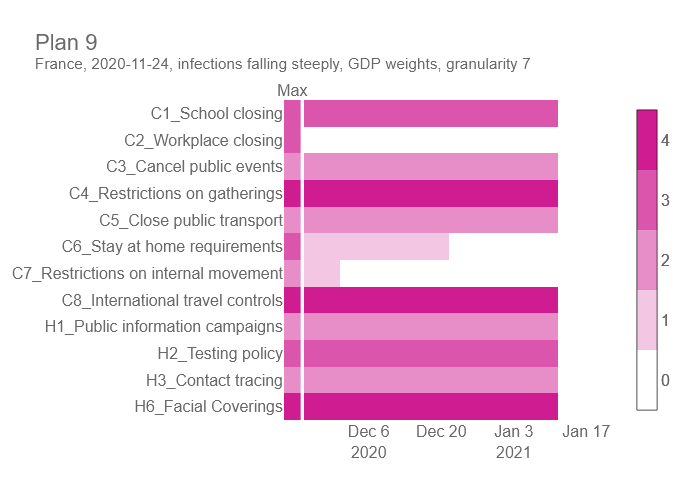 Plan 9
France, 2020-11-24, infections falling steeply, GDP weights, granularity 7
Max
C1_School closing
C2_Workplace closing
C3_Cancel public events
C4_Restrictions on gatherings
C5_Close public transport
C6_Stay at home requirements
C7_Restrictions on internal movement
C8_International travel controls
H1_Public information campaigns
H2_Testing policy
H3_Contact tracing
H6_Facial Coverings
Dec 6 Dec 20 Jan 3 Jan 17
2020 2021
4
3
2
1
0